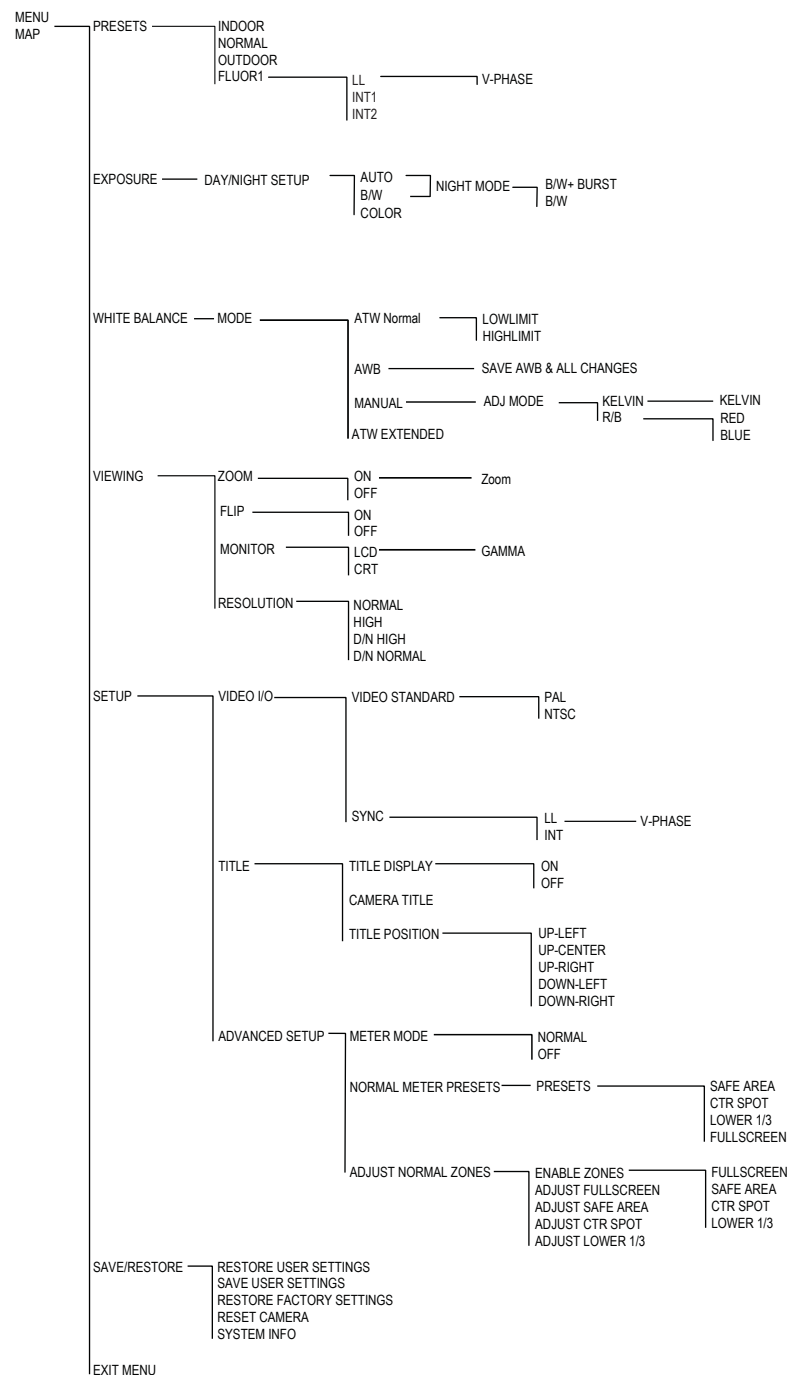 MENU
MAP
PRESETS
INDOOR
NORMAL
OUTDOOR
FLUOR1
LL
INT1
INT2
V-PHASE
EXPOSURE
DAY/NIGHT SETUP
AUTO
B/W
COLOR
NIGHT MODE
B/W+ BURST
B/W
WHITE BALANCE
MODE
ATW Normal
LOWLIMIT
HIGHLIMIT
AWB
SAVE AWB & ALL CHANGES
MANUAL
ADJ MODE
KELVIN
R/B
KELVIN
RED
BLUE
ATW EXTENDED
VIEWING
ZOOM
ON
OFF
Zoom
FLIP
ON
OFF
MONITOR
LCD
CRT
GAMMA
RESOLUTION
NORMAL
HIGH
D/N HIGH
D/N NORMAL
SETUP
VIDEO I/O
VIDEO STANDARD
PAL
NTSC
SYNC
LL
INT
V-PHASE
TITLE
TITLE DISPLAY
ON
OFF
CAMERA TITLE
TITLE POSITION
UP-LEFT
UP-CENTER
UP-RIGHT
DOWN-LEFT
DOWN-RIGHT
ADVANCED SETUP
METER MODE
NORMAL
OFF
NORMAL METER PRESETS
PRESETS
SAFE AREA
CTR SPOT
LOWER 1/3
FULLSCREEN
ADJUST NORMAL ZONES
ENABLE ZONES
ADJUST FULLSCREEN
ADJUST SAFE AREA
ADJUST CTR SPOT
ADJUST LOWER 1/3
FULLSCREEN
SAFE AREA
CTR SPOT
LOWER 1/3
SAVE/RESTORE
RESTORE USER SETTINGS
SAVE USER SETTINGS
RESTORE FACTORY SETTINGS
RESET CAMERA
SYSTEM INFO
EXIT MENU